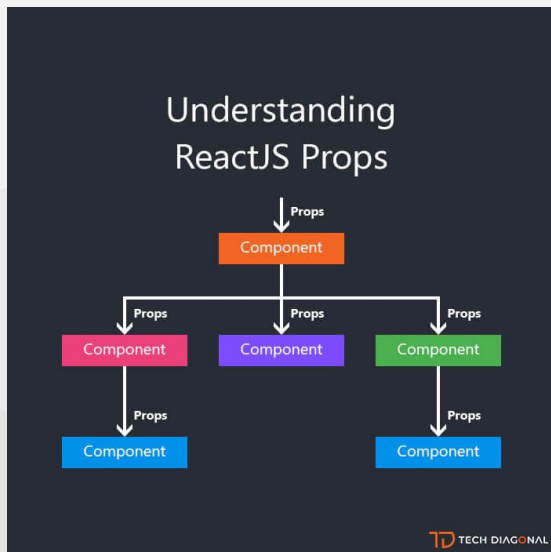 Understanding
ReactJS Props
Props
Component
Props
Props
Props
Component
Component
Component
Props
Props
Component
Component
TECH DIAGONAL